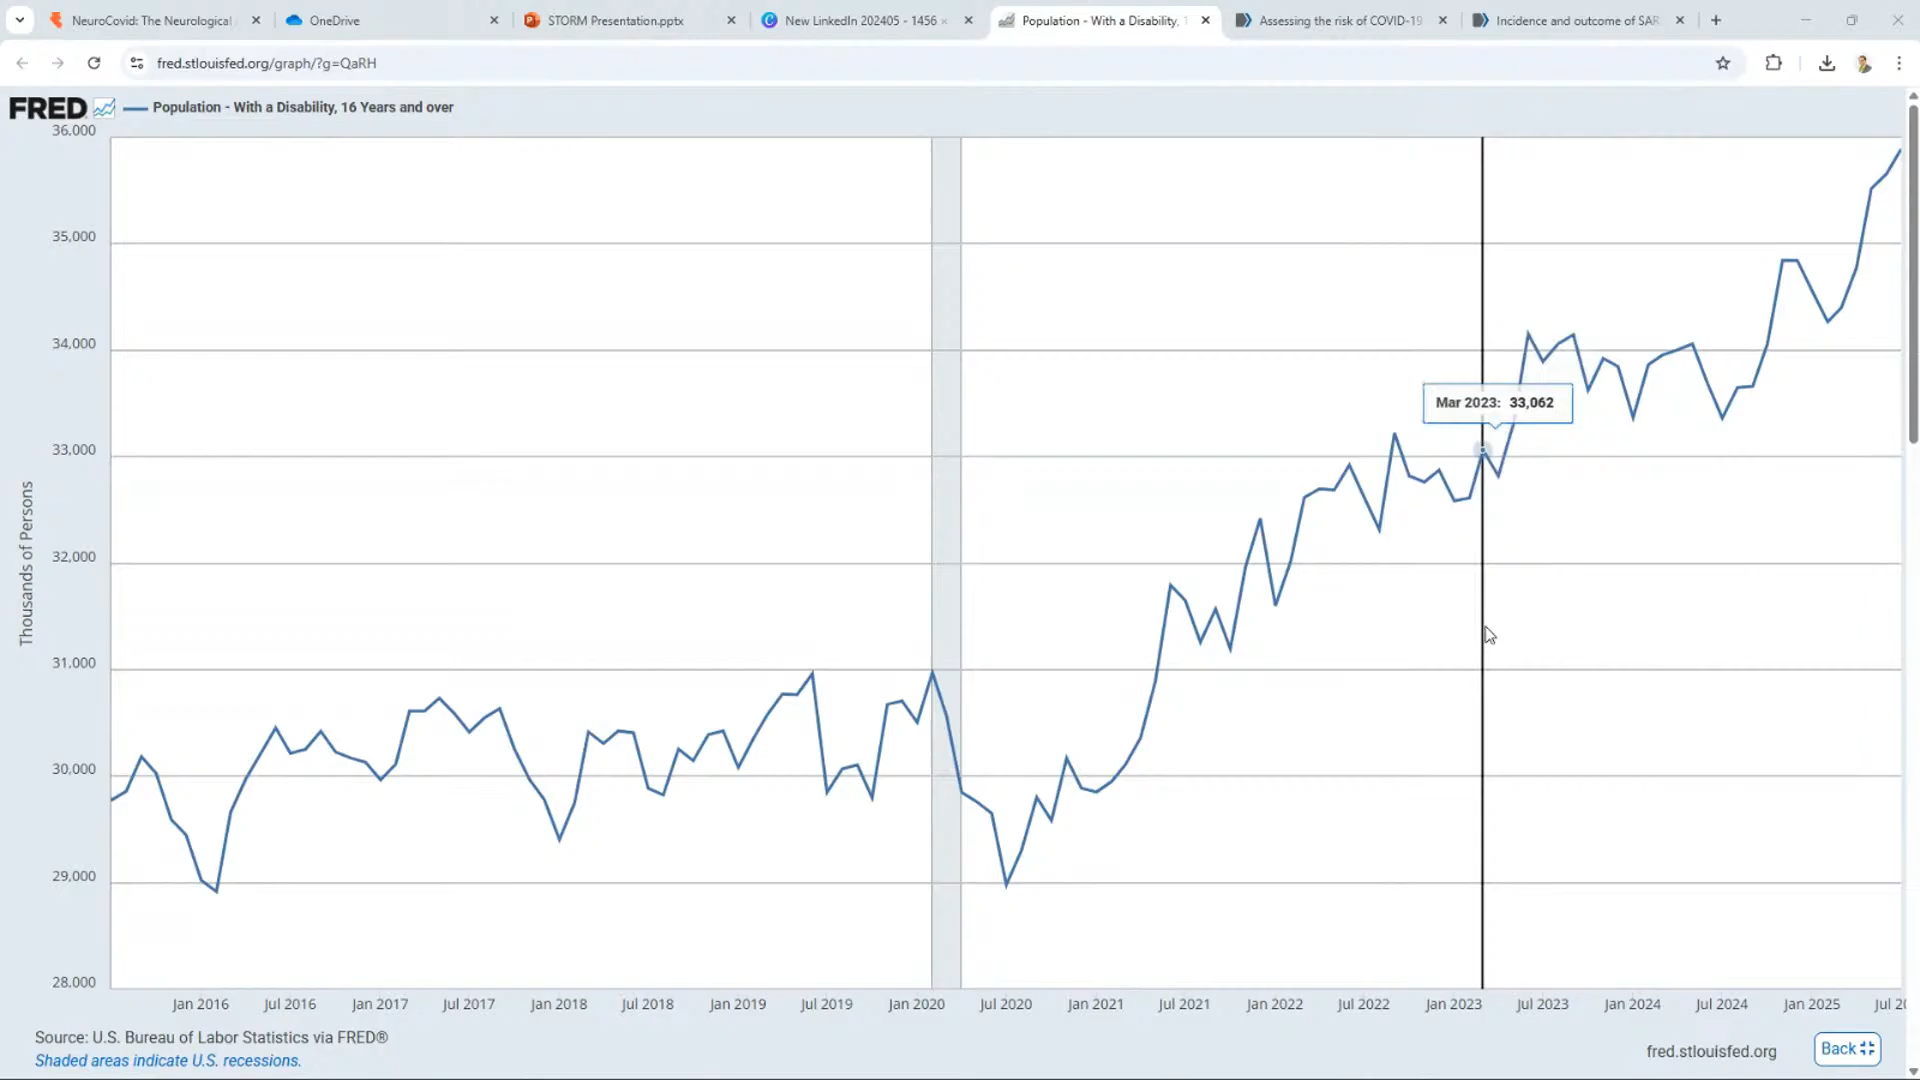 NeuroCovid: The Neurological
OneDrive
STORM Presentation.pptx
New LinkedIn 202405 - 1456 ×
Population - With a Disability, 1
Assessing the risk of COVID-19
Incidence and outcome of SAR
fred.stlouisfed.org/graph/?g=QaRH
FRED
Population - With a Disability, 16 Years and over
36,000
35,000
34,000
33,000
32,000
31,000
30,000
29,000
28,000
Thousands of Persons
Mar 2023: 33,062
Jan 2016
Jul 2016
Jan 2017
Jul 2017
Jan 2018
Jul 2018
Jan 2019
Jul 2019
Jan 2020
Jul 2020
Jan 2021
Jul 2021
Jan 2022
Jul 2022
Jan 2023
Jul 2023
Jan 2024
Jul 2024
Jan 2025
Jul 20
Source: U.S. Bureau of Labor Statistics via FRED®
Shaded areas indicate U.S. recessions.
fred.stlouisfed.org
Back